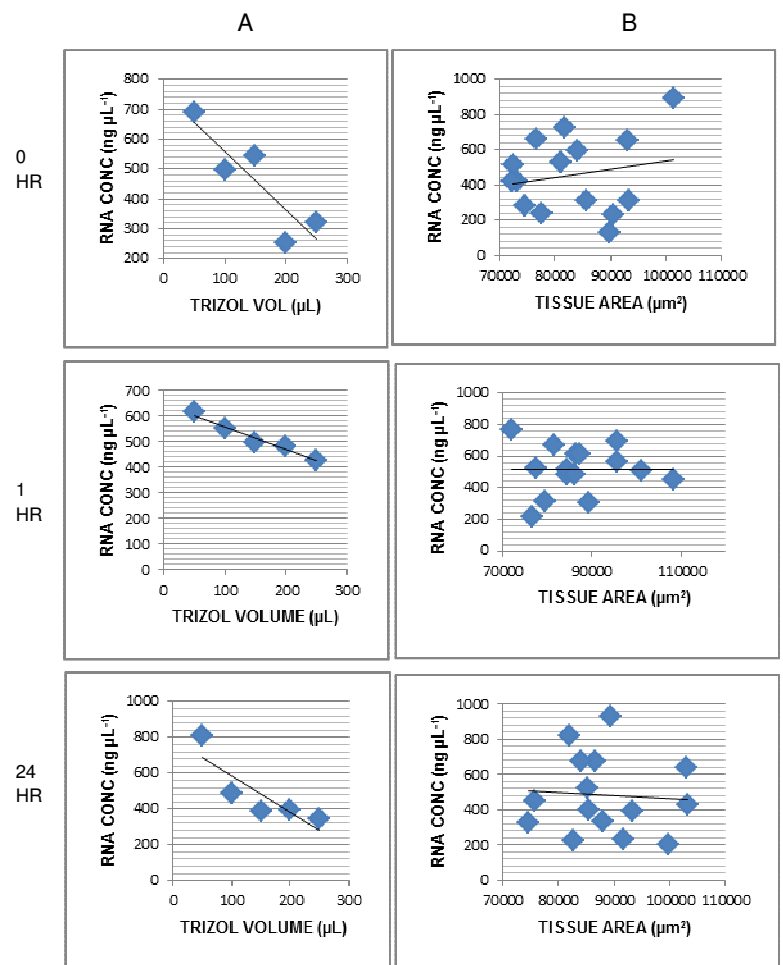 A B
0
HR
RNA CONC (ng µL⁻¹)
800
700
600
500
400
300
200
0 100 200 300
TRIZOL VOL (µL)
RNA CONC (ng µL⁻¹)
1000
800
600
400
200
0
70000 80000 90000 100000 110000
TISSUE AREA (µm²)
1
HR
RNA CONC (ng µL⁻¹)
700
600
500
400
300
200
100
0
0 100 200 300
TRIZOL VOLUME (µL)
RNA CONC (ng µL⁻¹)
1000
800
600
400
200
0
70000 90000 110000
TISSUE AREA (µm²)
24
HR
RNA CONC (ng µL⁻¹)
1000
800
600
400
200
0
0 100 200 300
TRIZOL VOLUME (µL)
RNA CONC (ng µL⁻¹)
1000
800
600
400
200
0
70000 80000 90000 100000 110000
TISSUE AREA (µm²)